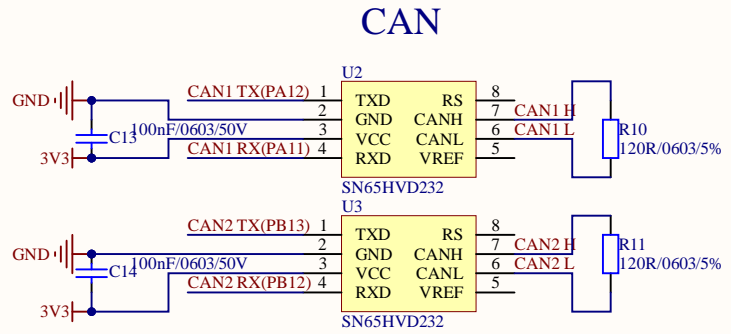 CAN
U2
CAN1 TX(PA12) 1 TXD RS 8
GND 2 GND CANH 7 CAN1 H
C13 100nF/0603/50V 3 VCC CANL 6 CAN1 L R10
120R/0603/5%
3V3 CAN1 RX(PA11) 4 RXD VREF 5
SN65HVD232
U3
CAN2 TX(PB13) 1 TXD RS 8
GND 2 GND CANH 7 CAN2 H R11
C14 100nF/0603/50V 3 VCC CANL 6 CAN2 L 120R/0603/5%
CAN2 RX(PB12) 4 RXD VREF 5
3V3
SN65HVD232